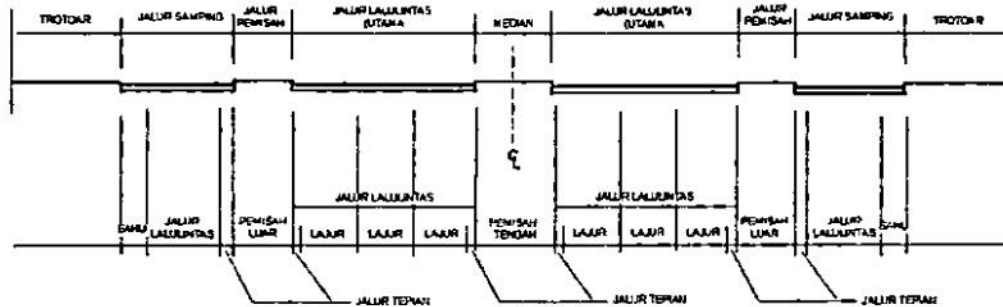 TROTOAR
JALUR SAMPING
JALUR
PEMISAH
JALUR LALULINTAS
(UTAMA
MEDIAN
JALUR LALULINTAS
(UTAMA
JALUR
PEMISAH
JALUR SAMPING
TROTOAR
CL
JALUR LALULINTAS
JALUR LALULINTAS
BAHU
JALUR
LALULINTAS
PEMISAH
LUAR
LAJUR
LAJUR
LAJUR
PEMISAH
TENGAH
LAJUR
LAJUR
LAJUR
PEMISAH
LUAR
JALUR
LALULINTAS
BAHU
JALUR TEPIAN
JALUR TEPIAN
JALUR TEPIAN